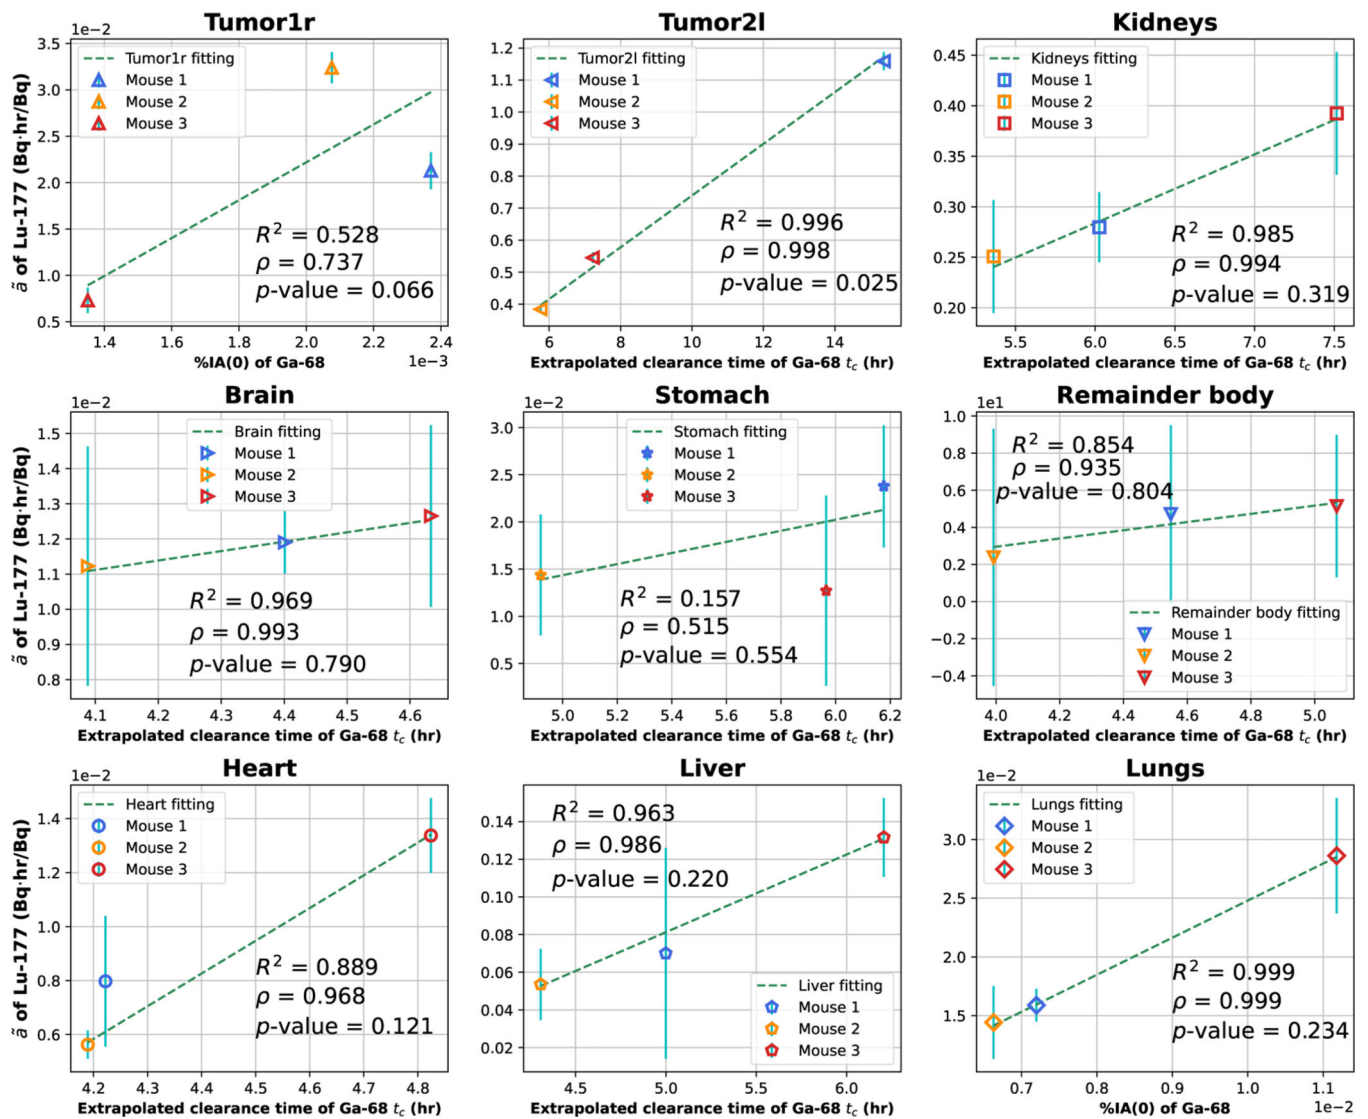 Tumor1r
1e−2
Tumor1r fitting
Mouse 1
Mouse 2
Mouse 3
R² = 0.528
ρ = 0.737
p-value = 0.066
3.5
3.0
2.5
2.0
1.5
1.0
0.5
ã of Lu-177 (Bq·hr/Bq)
1.4 1.6 1.8 2.0 2.2 2.4
%IA(0) of Ga-68
1e−3
Tumor2l
Tumor2l fitting
Mouse 1
Mouse 2
Mouse 3
R² = 0.996
ρ = 0.998
p-value = 0.025
1.2
1.1
1.0
0.9
0.8
0.7
0.6
0.5
0.4
6 8 10 12 14
Extrapolated clearance time of Ga-68 tc (hr)
Kidneys
Kidneys fitting
Mouse 1
Mouse 2
Mouse 3
R² = 0.985
ρ = 0.994
p-value = 0.319
0.45
0.40
0.35
0.30
0.25
0.20
5.5 6.0 6.5 7.0 7.5
Extrapolated clearance time of Ga-68 tc (hr)
Brain
1e−2
Brain fitting
Mouse 1
Mouse 2
Mouse 3
R² = 0.969
ρ = 0.993
p-value = 0.790
1.5
1.4
1.3
1.2
1.1
1.0
0.9
0.8
ã of Lu-177 (Bq·hr/Bq)
4.1 4.2 4.3 4.4 4.5 4.6
Extrapolated clearance time of Ga-68 tc (hr)
Stomach
1e−2
Stomach fitting
Mouse 1
Mouse 2
Mouse 3
R² = 0.157
ρ = 0.515
p-value = 0.554
3.0
2.5
2.0
1.5
1.0
0.5
5.0 5.2 5.4 5.6 5.8 6.0 6.2
Extrapolated clearance time of Ga-68 tc (hr)
Remainder body
1e1
R² = 0.854
ρ = 0.935
p-value = 0.804
Remainder body fitting
Mouse 1
Mouse 2
Mouse 3
1.0
0.8
0.6
0.4
0.2
0.0
−0.2
−0.4
4.0 4.2 4.4 4.6 4.8 5.0
Extrapolated clearance time of Ga-68 tc (hr)
Heart
1e−2
Heart fitting
Mouse 1
Mouse 2
Mouse 3
R² = 0.889
ρ = 0.968
p-value = 0.121
1.4
1.2
1.0
0.8
0.6
ã of Lu-177 (Bq·hr/Bq)
4.2 4.3 4.4 4.5 4.6 4.7 4.8
Extrapolated clearance time of Ga-68 tc (hr)
Liver
R² = 0.963
ρ = 0.986
p-value = 0.220
Liver fitting
Mouse 1
Mouse 2
Mouse 3
0.14
0.12
0.10
0.08
0.06
0.04
0.02
4.5 5.0 5.5 6.0
Extrapolated clearance time of Ga-68 tc (hr)
Lungs
1e−2
Lungs fitting
Mouse 1
Mouse 2
Mouse 3
R² = 0.999
ρ = 0.999
p-value = 0.234
3.0
2.5
2.0
1.5
0.7 0.8 0.9 1.0 1.1
%IA(0) of Ga-68
1e−2